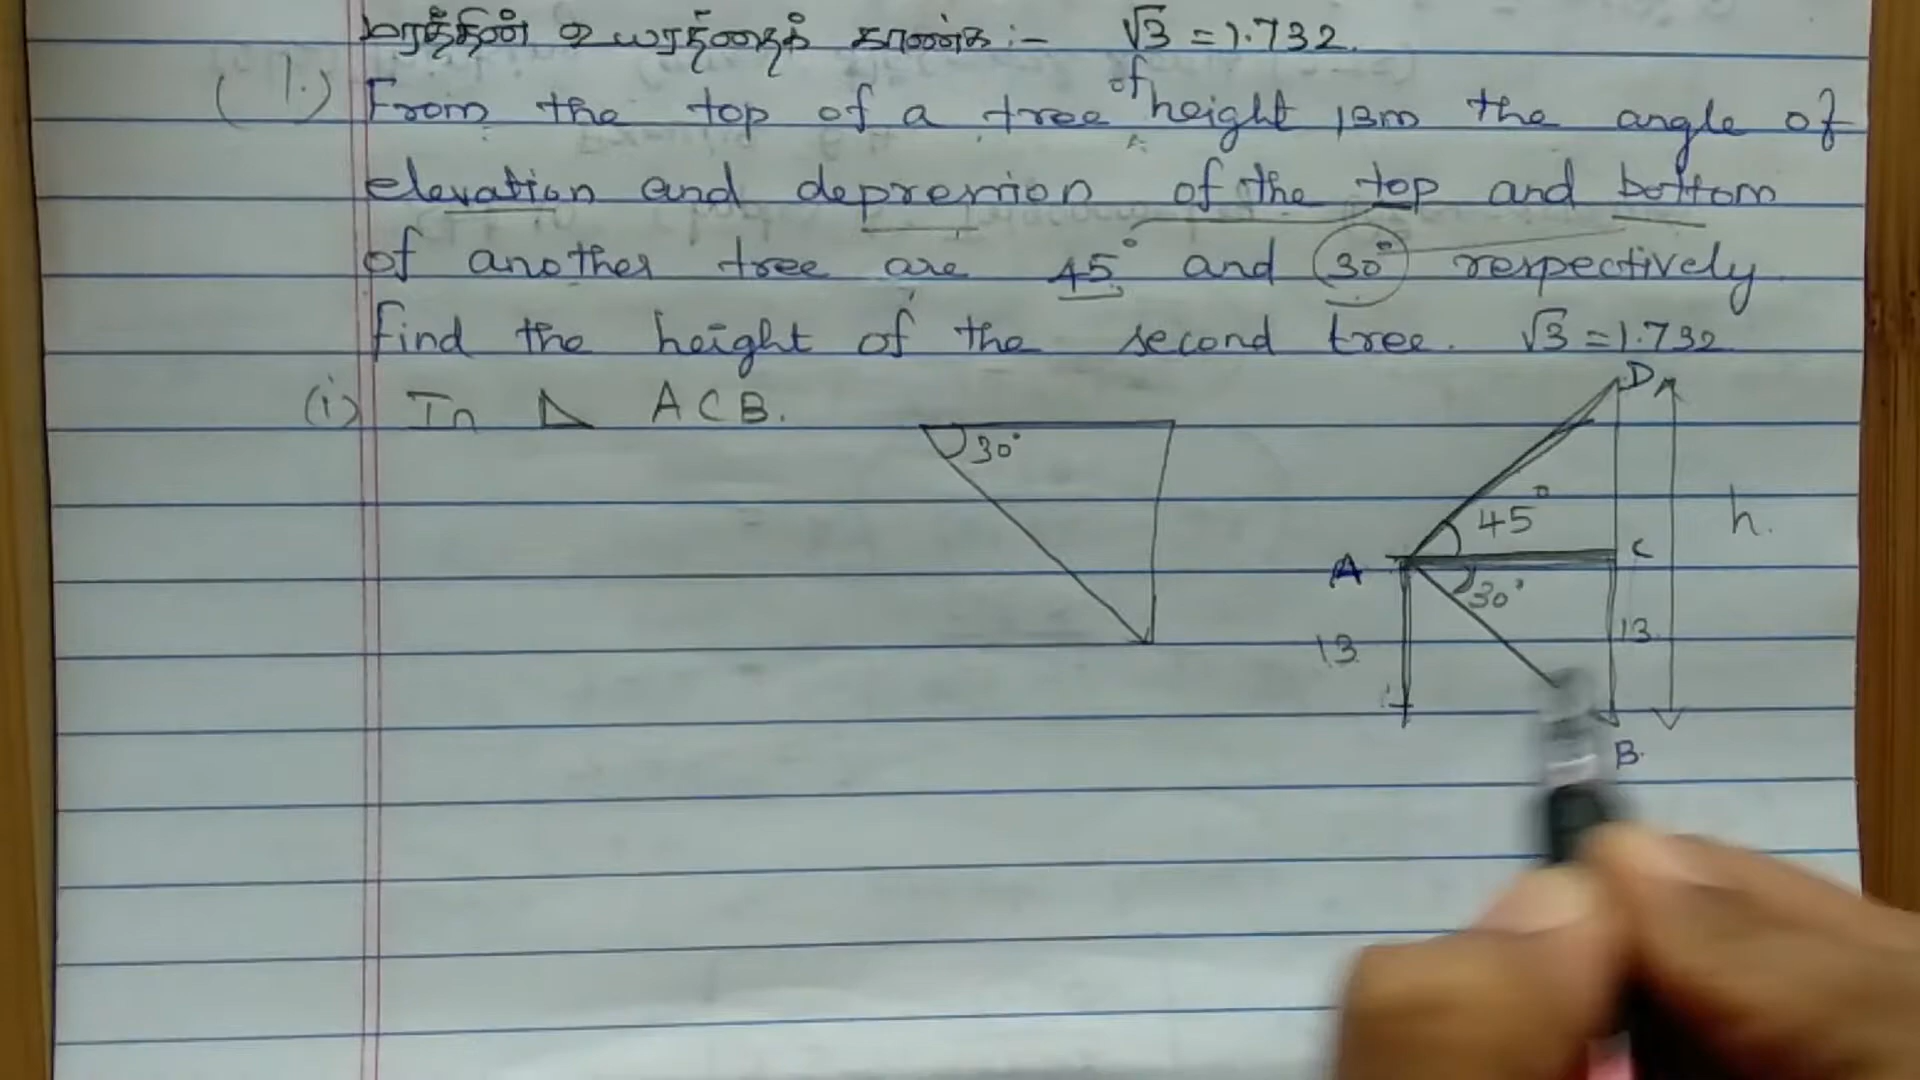 மரத்தின் உயரத்தைக் காண்க :- √3 = 1.732.
(1.) From the top of a tree of height 13m the angle of
elevation and depression of the top and bottom
of another tree are 45° and 30° respectively
find the height of the second tree. √3 = 1.732
(i) In ⊿ ACB.
30°
D
45°
h.
A
C
30°
13
13
B.